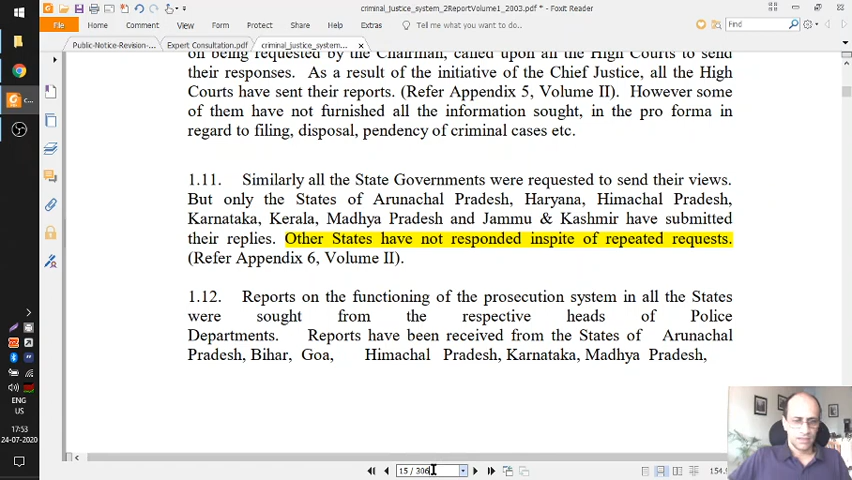 criminal_justice_system_2ReportVolume1_2003.pdf * - Foxit Reader
File Home Comment View Form Protect Share Help Extras Tell me what you want to do...
Find
Public-Notice-Revision-... Expert Consultation.pdf criminal_justice_system...
on being requested by the Chairman, called upon all the High Courts to send
their responses. As a result of the initiative of the Chief Justice, all the High
Courts have sent their reports. (Refer Appendix 5, Volume II). However some
of them have not furnished all the information sought, in the pro forma in
regard to filing, disposal, pendency of criminal cases etc.
1.11. Similarly all the State Governments were requested to send their views.
But only the States of Arunachal Pradesh, Haryana, Himachal Pradesh,
Karnataka, Kerala, Madhya Pradesh and Jammu & Kashmir have submitted
their replies. Other States have not responded inspite of repeated requests.
(Refer Appendix 6, Volume II).
1.12. Reports on the functioning of the prosecution system in all the States
were sought from the respective heads of Police
Departments. Reports have been received from the States of Arunachal
Pradesh, Bihar, Goa, Himachal Pradesh, Karnataka, Madhya Pradesh,
ENG
US
17:53
24-07-2020
15 / 306
154.